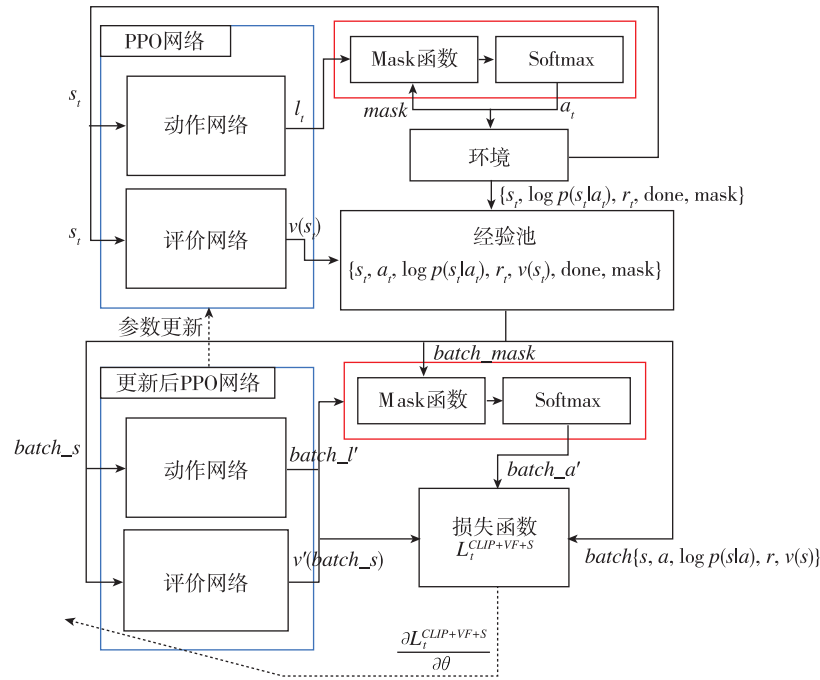 PPO网络
Mask函数
Softmax
s_t
动作网络
l_t
mask
a_t
环境
{s_t, log p(s_t|a_t), r_t, done, mask}
s_t
评价网络
v(s_t)
经验池
{s_t, a_t, log p(s_t|a_t), r_t, v(s_t), done, mask}
参数更新
batch_mask
更新后PPO网络
Mask函数
Softmax
batch_s
动作网络
batch_l'
batch_a'
损失函数
L_t^{CLIP+VF+S}
评价网络
v'(batch_s)
batch{s, a, log p(s|a), r, v(s)}
∂L_t^{CLIP+VF+S}
∂θ